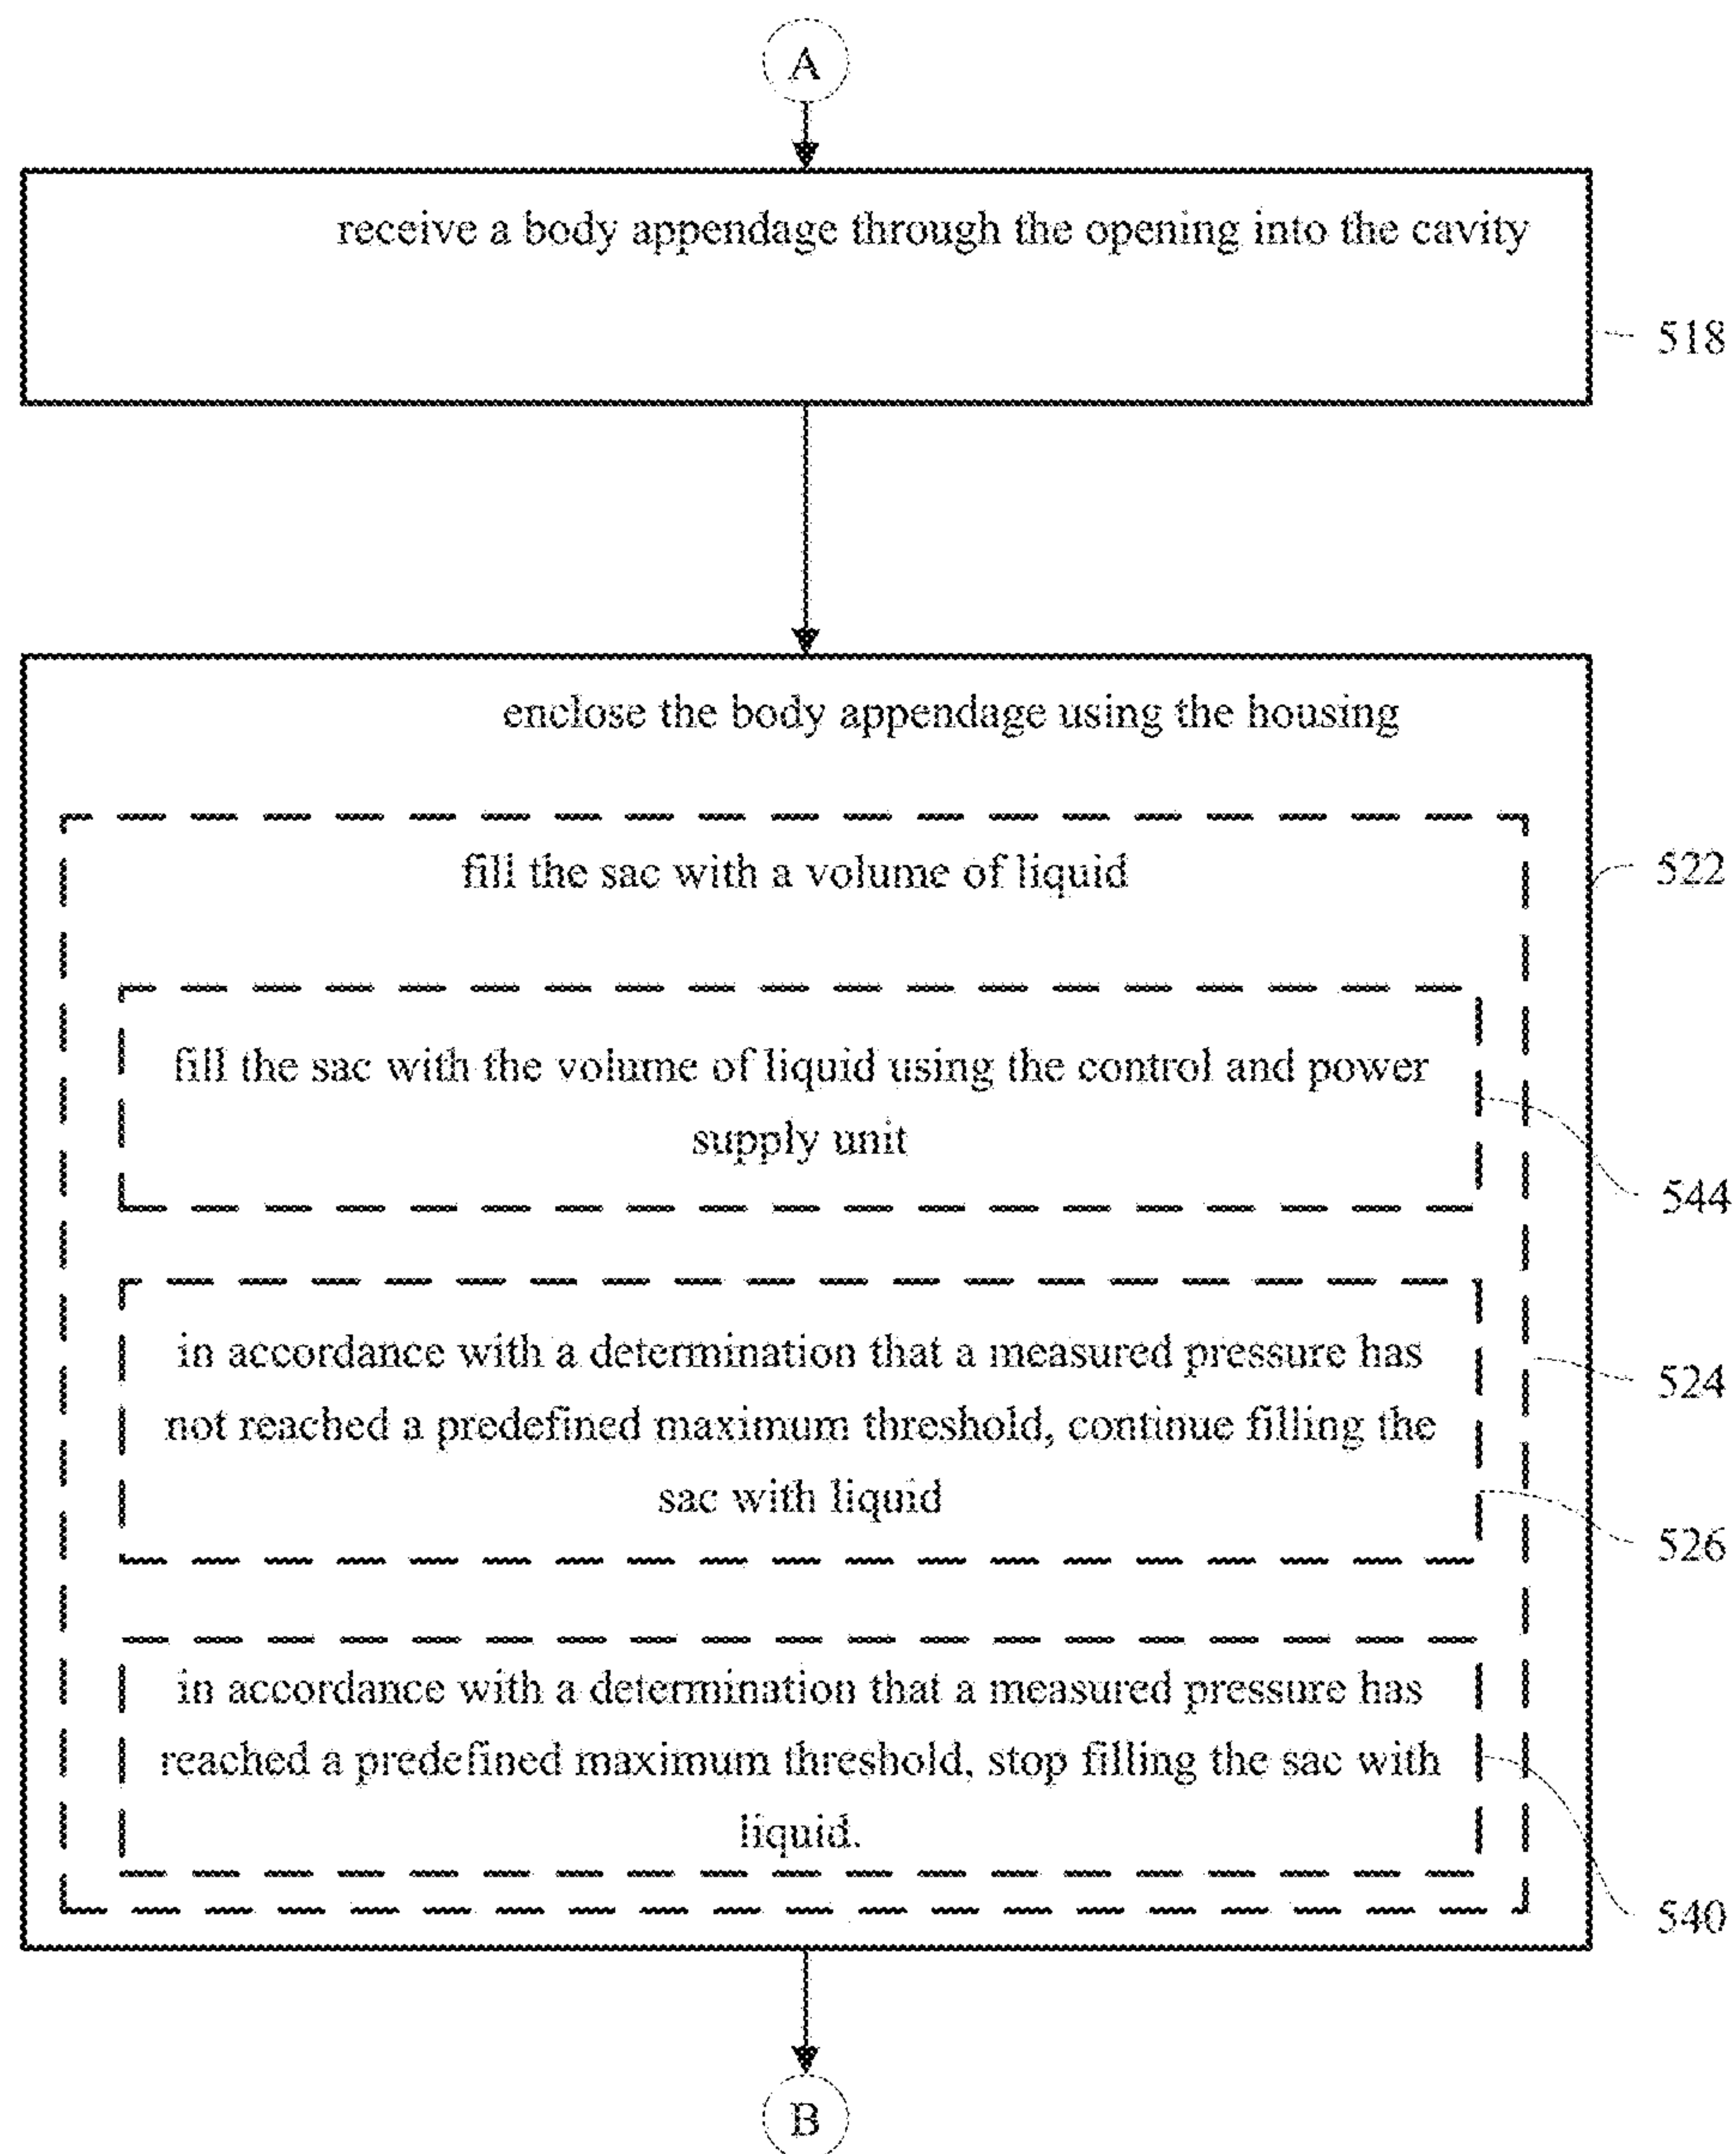 A
receive a body appendage through the opening into the cavity
518
enclose the body appendage using the housing
fill the sac with a volume of liquid
522
fill the sac with the volume of liquid using the control and power
supply unit
544
in accordance with a determination that a measured pressure has
not reached a predefined maximum threshold, continue filling the
sac with liquid
524
526
in accordance with a determination that a measured pressure has
reached a predefined maximum threshold, stop filling the sac with
liquid.
540
B